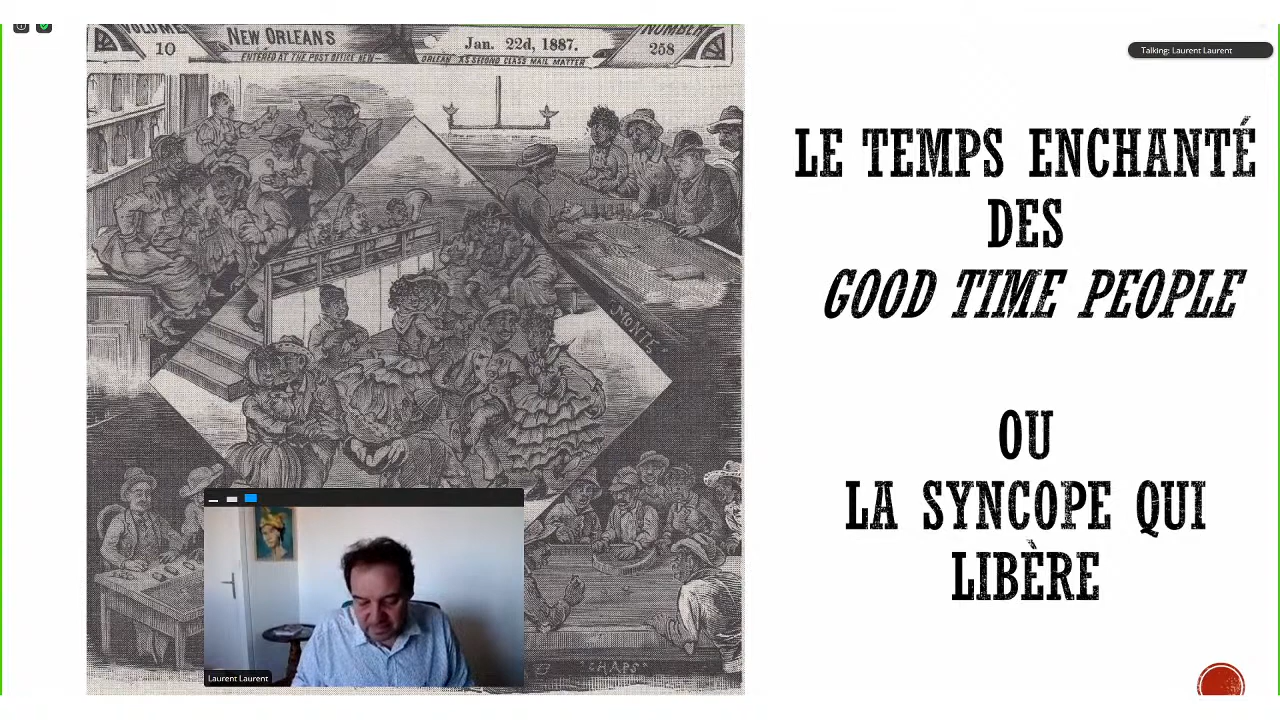 VOLUME
10
NEW ORLEANS
ENTERED AT THE POST OFFICE NEW
Jan. 22d, 1887.
ORLEAN AS SECOND CLASS MAIL MATTER
NUMBER
258
Talking: Laurent Laurent
LE TEMPS ENCHANTÉ
DES
GOOD TIME PEOPLE
OU
LA SYNCOPE QUI
LIBÈRE
MONTE
"CHAPS"
Laurent Laurent